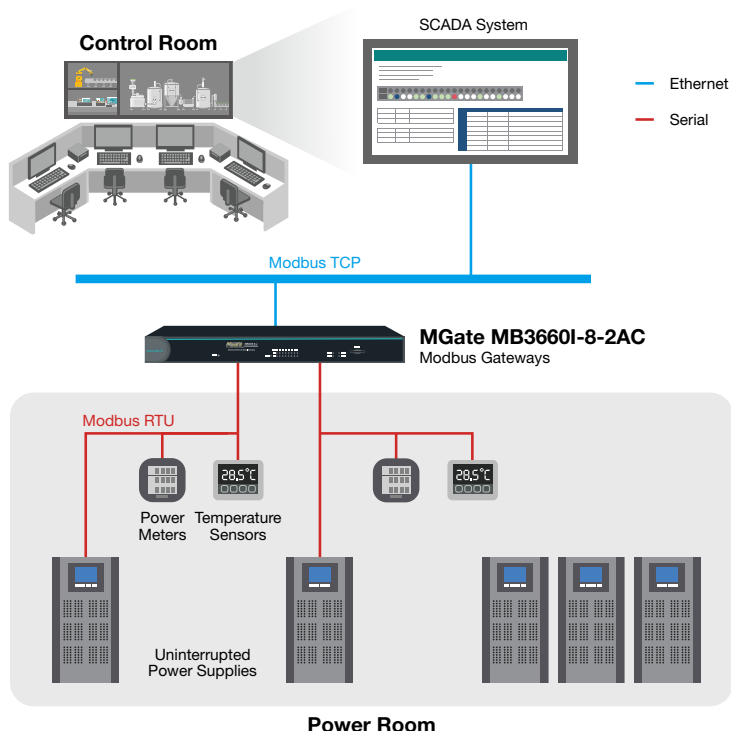 SCADA System
Control Room
Ethernet
Serial
Modbus TCP
MGate MB3660I-8-2AC
Modbus Gateways
Modbus RTU
28.5°C
28.5°C
Power
Meters
Temperature
Sensors
Uninterrupted
Power Supplies
Power Room